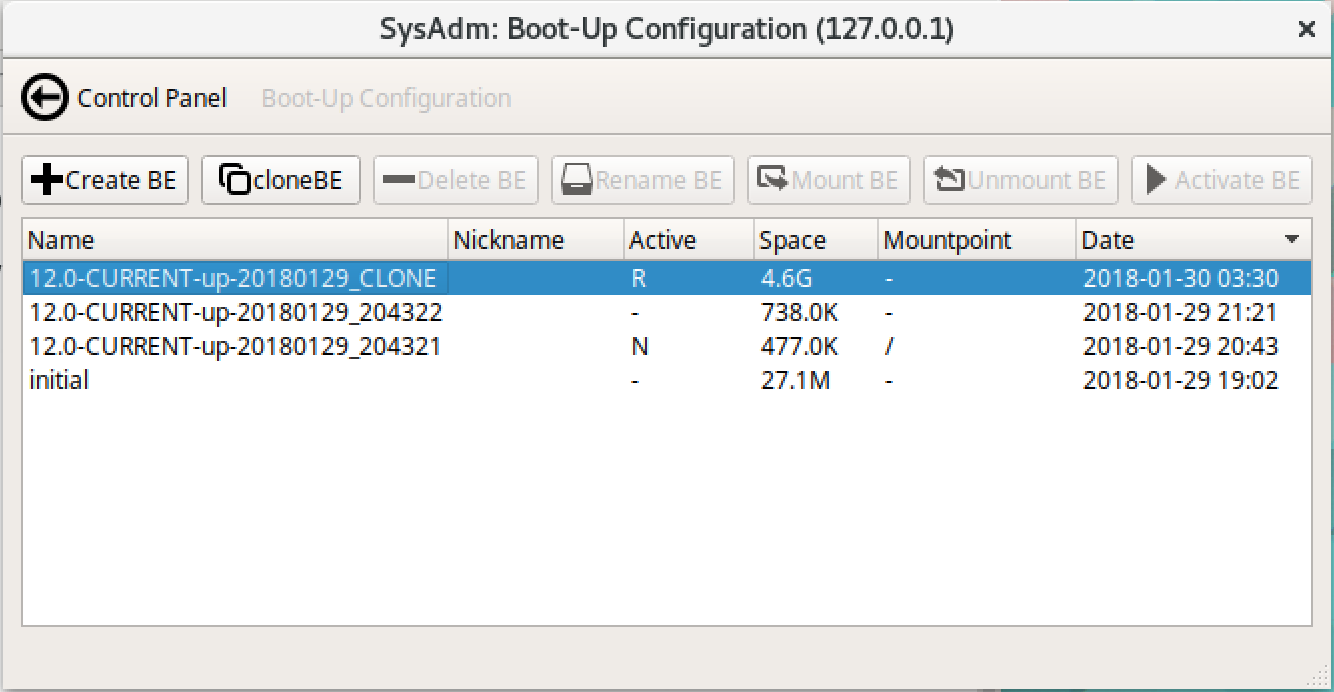 SysAdm: Boot-Up Configuration (127.0.0.1)
Control Panel Boot-Up Configuration
Create BE cloneBE Delete BE Rename BE Mount BE Unmount BE Activate BE
Name Nickname Active Space Mountpoint Date
12.0-CURRENT-up-20180129_CLONE R 4.6G - 2018-01-30 03:30
12.0-CURRENT-up-20180129_204322 - 738.0K - 2018-01-29 21:21
12.0-CURRENT-up-20180129_204321 N 477.0K / 2018-01-29 20:43
initial - 27.1M - 2018-01-29 19:02